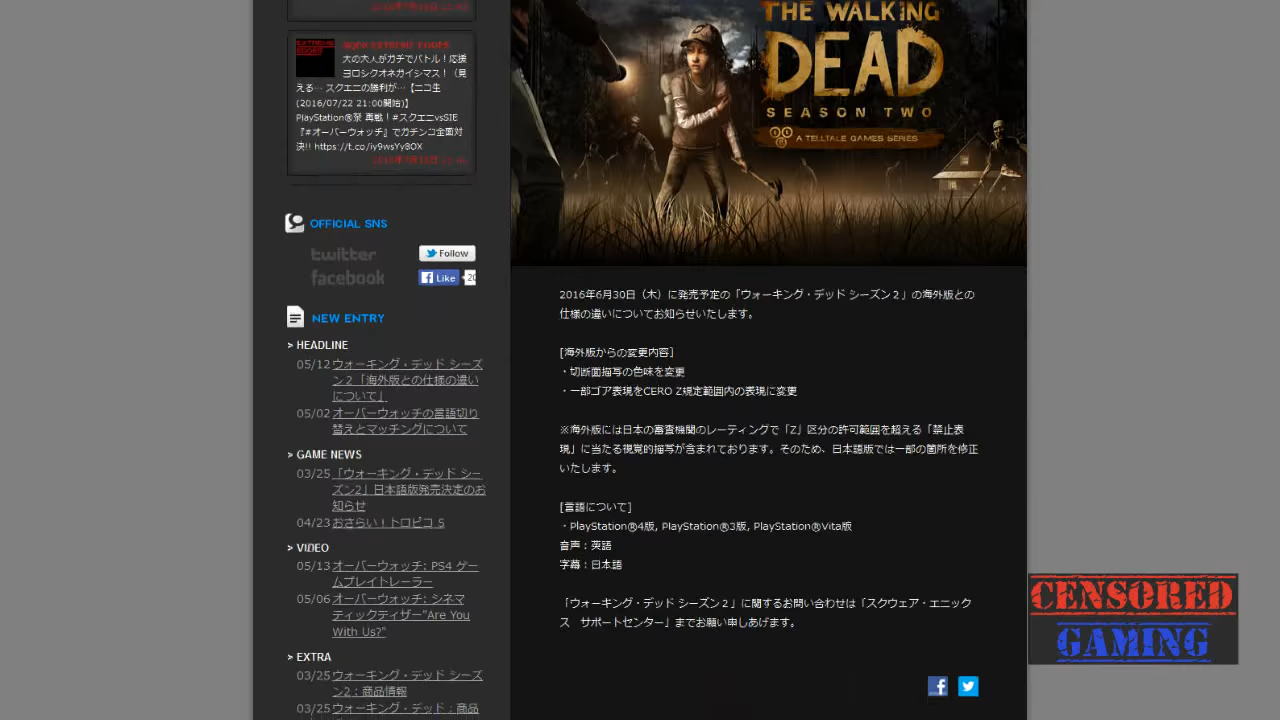 EXTREME EDGES
大の大人がガチでバトル！応援
ヨロシクオネガイシマス！（見
える… スクエニの勝利が…【ニコ生
(2016/07/22 21:00開始)】
PlayStation®祭 再戦！#スクエニvsSIE
『#オーバーウォッチ』でガチンコ全面対
決!! https://t.co/iy9wsYy8OX
OFFICIAL SNS
twitter
Follow
facebook
Like
NEW ENTRY
> HEADLINE
05/12 ウォーキング・デッド シーズ
ン２「海外版との仕様の違い
について」
05/02 オーバーウォッチの言語切り
替えとマッチングについて
> GAME NEWS
03/25 「ウォーキング・デッド シー
ズン2」日本語版発売決定のお
知らせ
04/23 おさらい！トロピコ 5
> VIDEO
05/13 オーバーウォッチ: PS4 ゲー
ムプレイトレーラー
05/06 オーバーウォッチ: シネマ
ティックティザー"Are You
With Us?"
> EXTRA
03/25 ウォーキング・デッド シーズ
ン2：商品情報
03/25 ウォーキング・デッド：商品
THE WALKING
DEAD
SEASON TWO
A TELLTALE GAMES SERIES
2016年6月30日（木）に発売予定の「ウォーキング・デッド シーズン２」の海外版との
仕様の違いについてお知らせいたします。
[海外版からの変更内容]
・切断面描写の色味を変更
・一部ゴア表現をCERO Z規定範囲内の表現に変更
※海外版には日本の審査機関のレーティングで「Z」区分の許可範囲を超える「禁止表
現」に当たる視覚的描写が含まれております。そのため、日本語版では一部の箇所を修正
いたします。
[言語について]
・PlayStation®4版, PlayStation®3版, PlayStation®Vita版
音声：英語
字幕：日本語
「ウォーキング・デッド シーズン２」に関するお問い合わせは「スクウェア・エニック
ス　サポートセンター」までお願い申しあげます。
CENSORED
GAMING